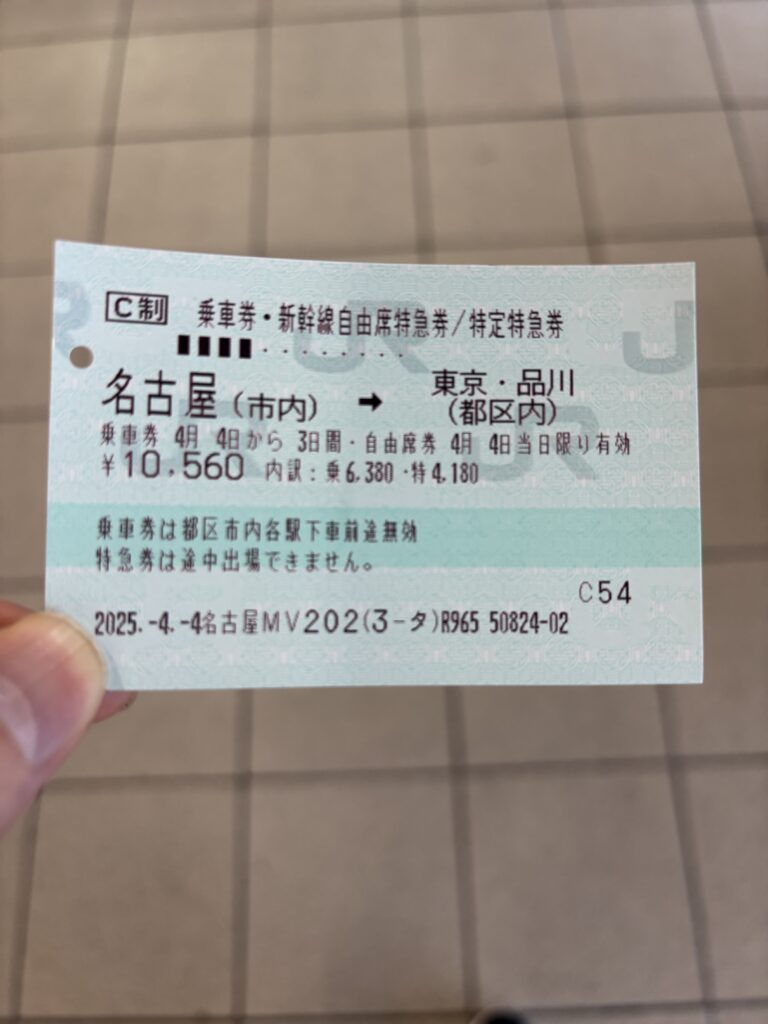 C制 乗車券・新幹線自由席特急券/特定特急券
名古屋(市内) → 東京・品川(都区内)
乗車券 4月 4日から 3日間・自由席券 4月 4日当日限り有効
¥10,560 内訳:乗6,380・特4,180
乗車券は都区市内各駅下車前途無効
特急券は途中出場できません。
C54
2025.-4.-4名古屋MV202(3-タ)R965 50824-02